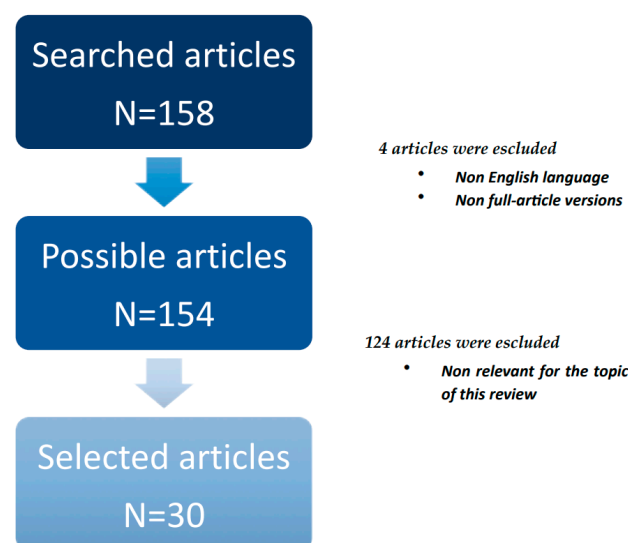 Searched articles
N=158
4 articles were escluded
• Non English language
• Non full-article versions
Possible articles
N=154
124 articles were escluded
• Non relevant for the topic
of this review
Selected articles
N=30